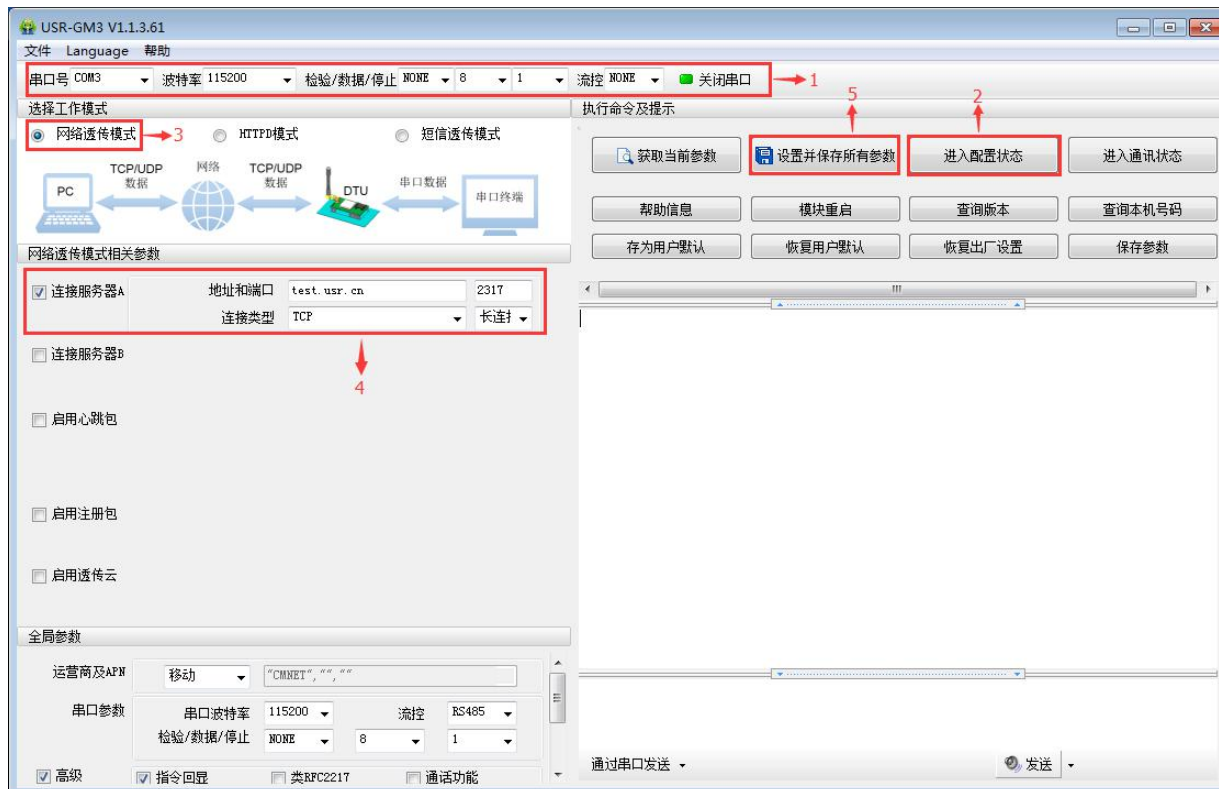 USR-GM3 V1.1.3.61
文件 Language 帮助
串口号 COM3 波特率 115200 检验/数据/停止 NONE 8 1 流控 NONE 关闭串口 1
选择工作模式
网络透传模式 3 HTTPD模式 短信透传模式
PC
TCP/UDP
数据
网络
TCP/UDP
数据
DTU
串口数据
串口终端
网络透传模式相关参数
连接服务器A 地址和端口 test.usr.cn 2317
连接类型 TCP
4
连接服务器B
启用心跳包
启用注册包
启用透传云
全局参数
运营商及APN 移动 "CMNET","",""
串口参数 串口波特率 115200 流控 RS485
检验/数据/停止 NONE 8 1
高级 指令回显 类RFC2217 通话功能
执行命令及提示
5 2
获取当前参数 设置并保存所有参数 进入配置状态 进入通讯状态
帮助信息 模块重启 查询版本 查询本机号码
存为用户默认 恢复用户默认 恢复出厂设置 保存参数
通过串口发送 发送